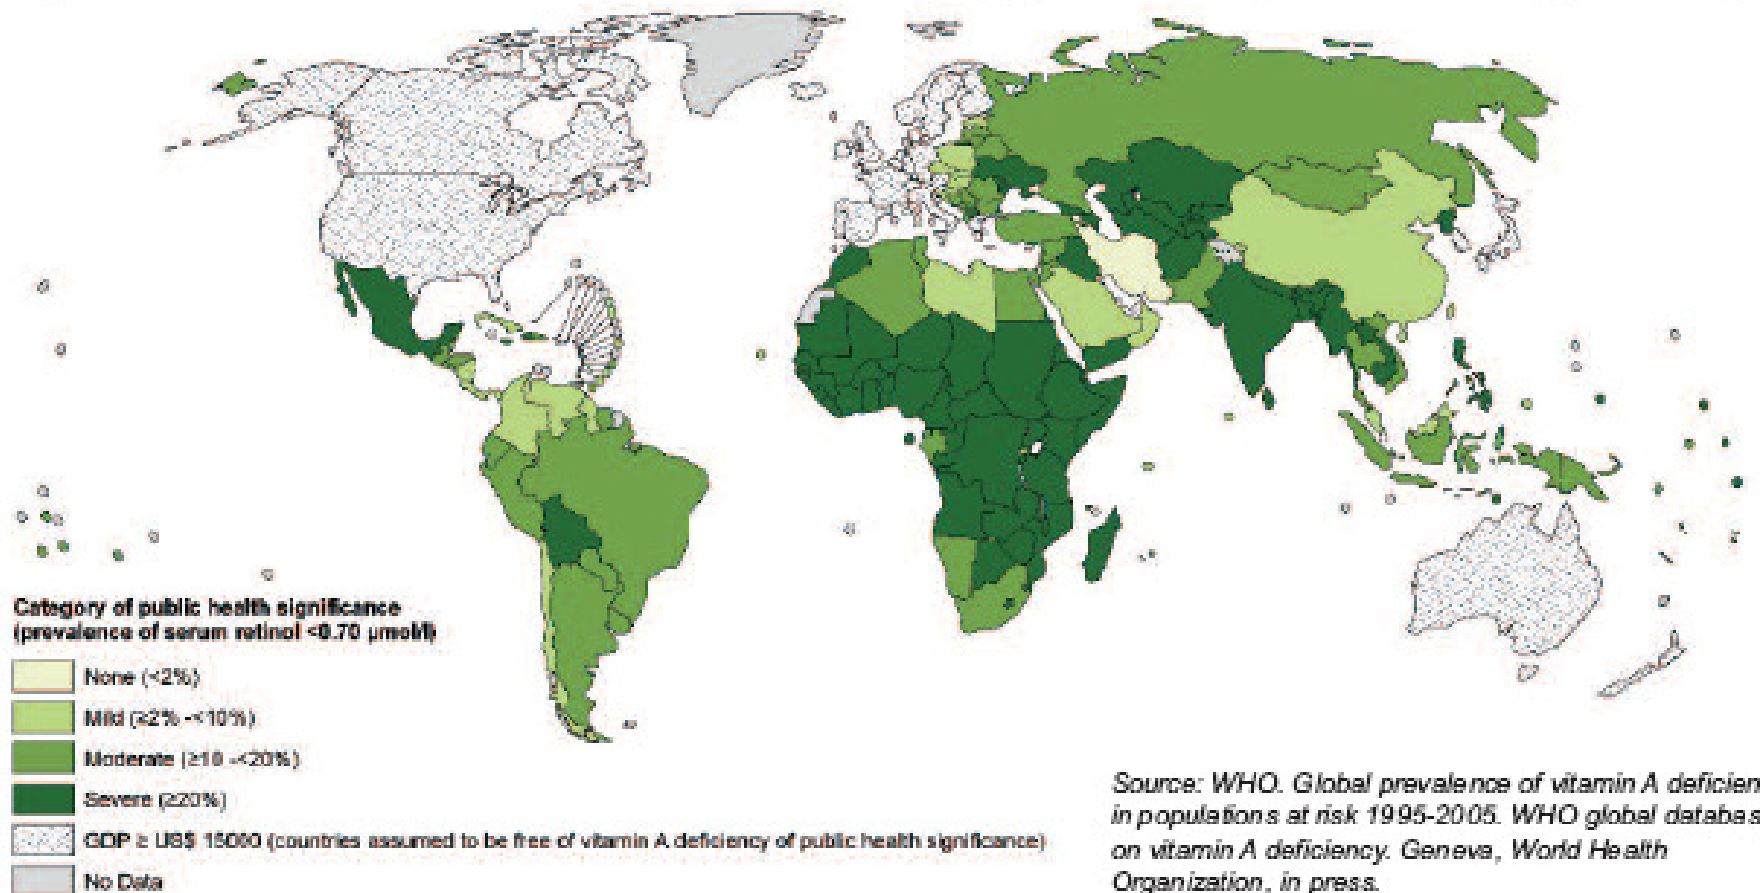 Category of public health significance
(prevalence of serum retinol <0.70 µmol/l)
None (<2%)
Mild (≥2% -<10%)
Moderate (≥10 -<20%)
Severe (≥20%)
GDP ≥ US$ 15000 (countries assumed to be free of vitamin A deficiency of public health significance)
No Data
Source: WHO. Global prevalence of vitamin A deficien
in populations at risk 1995-2005. WHO global databas
on vitamin A deficiency. Geneva, World Health
Organization, in press.